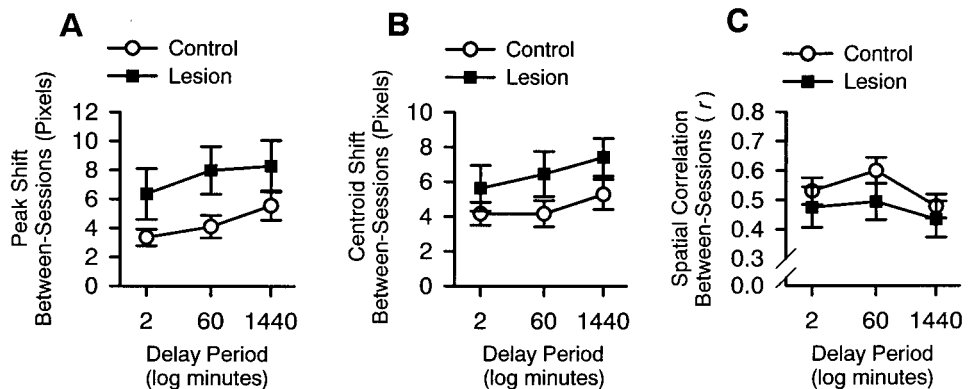 A
Control
Lesion
Peak Shift
Between-Sessions (Pixels)
12
10
8
6
4
2
0
2 60 1440
Delay Period
(log minutes)
B
Control
Lesion
Centroid Shift
Between-Sessions (Pixels)
10
8
6
4
2
0
2 60 1440
Delay Period
(log minutes)
C
Control
Lesion
Spatial Correlation
Between-Sessions ( r )
0.8
0.7
0.6
0.5
0.4
0.3
0.0
2 60 1440
Delay Period
(log minutes)